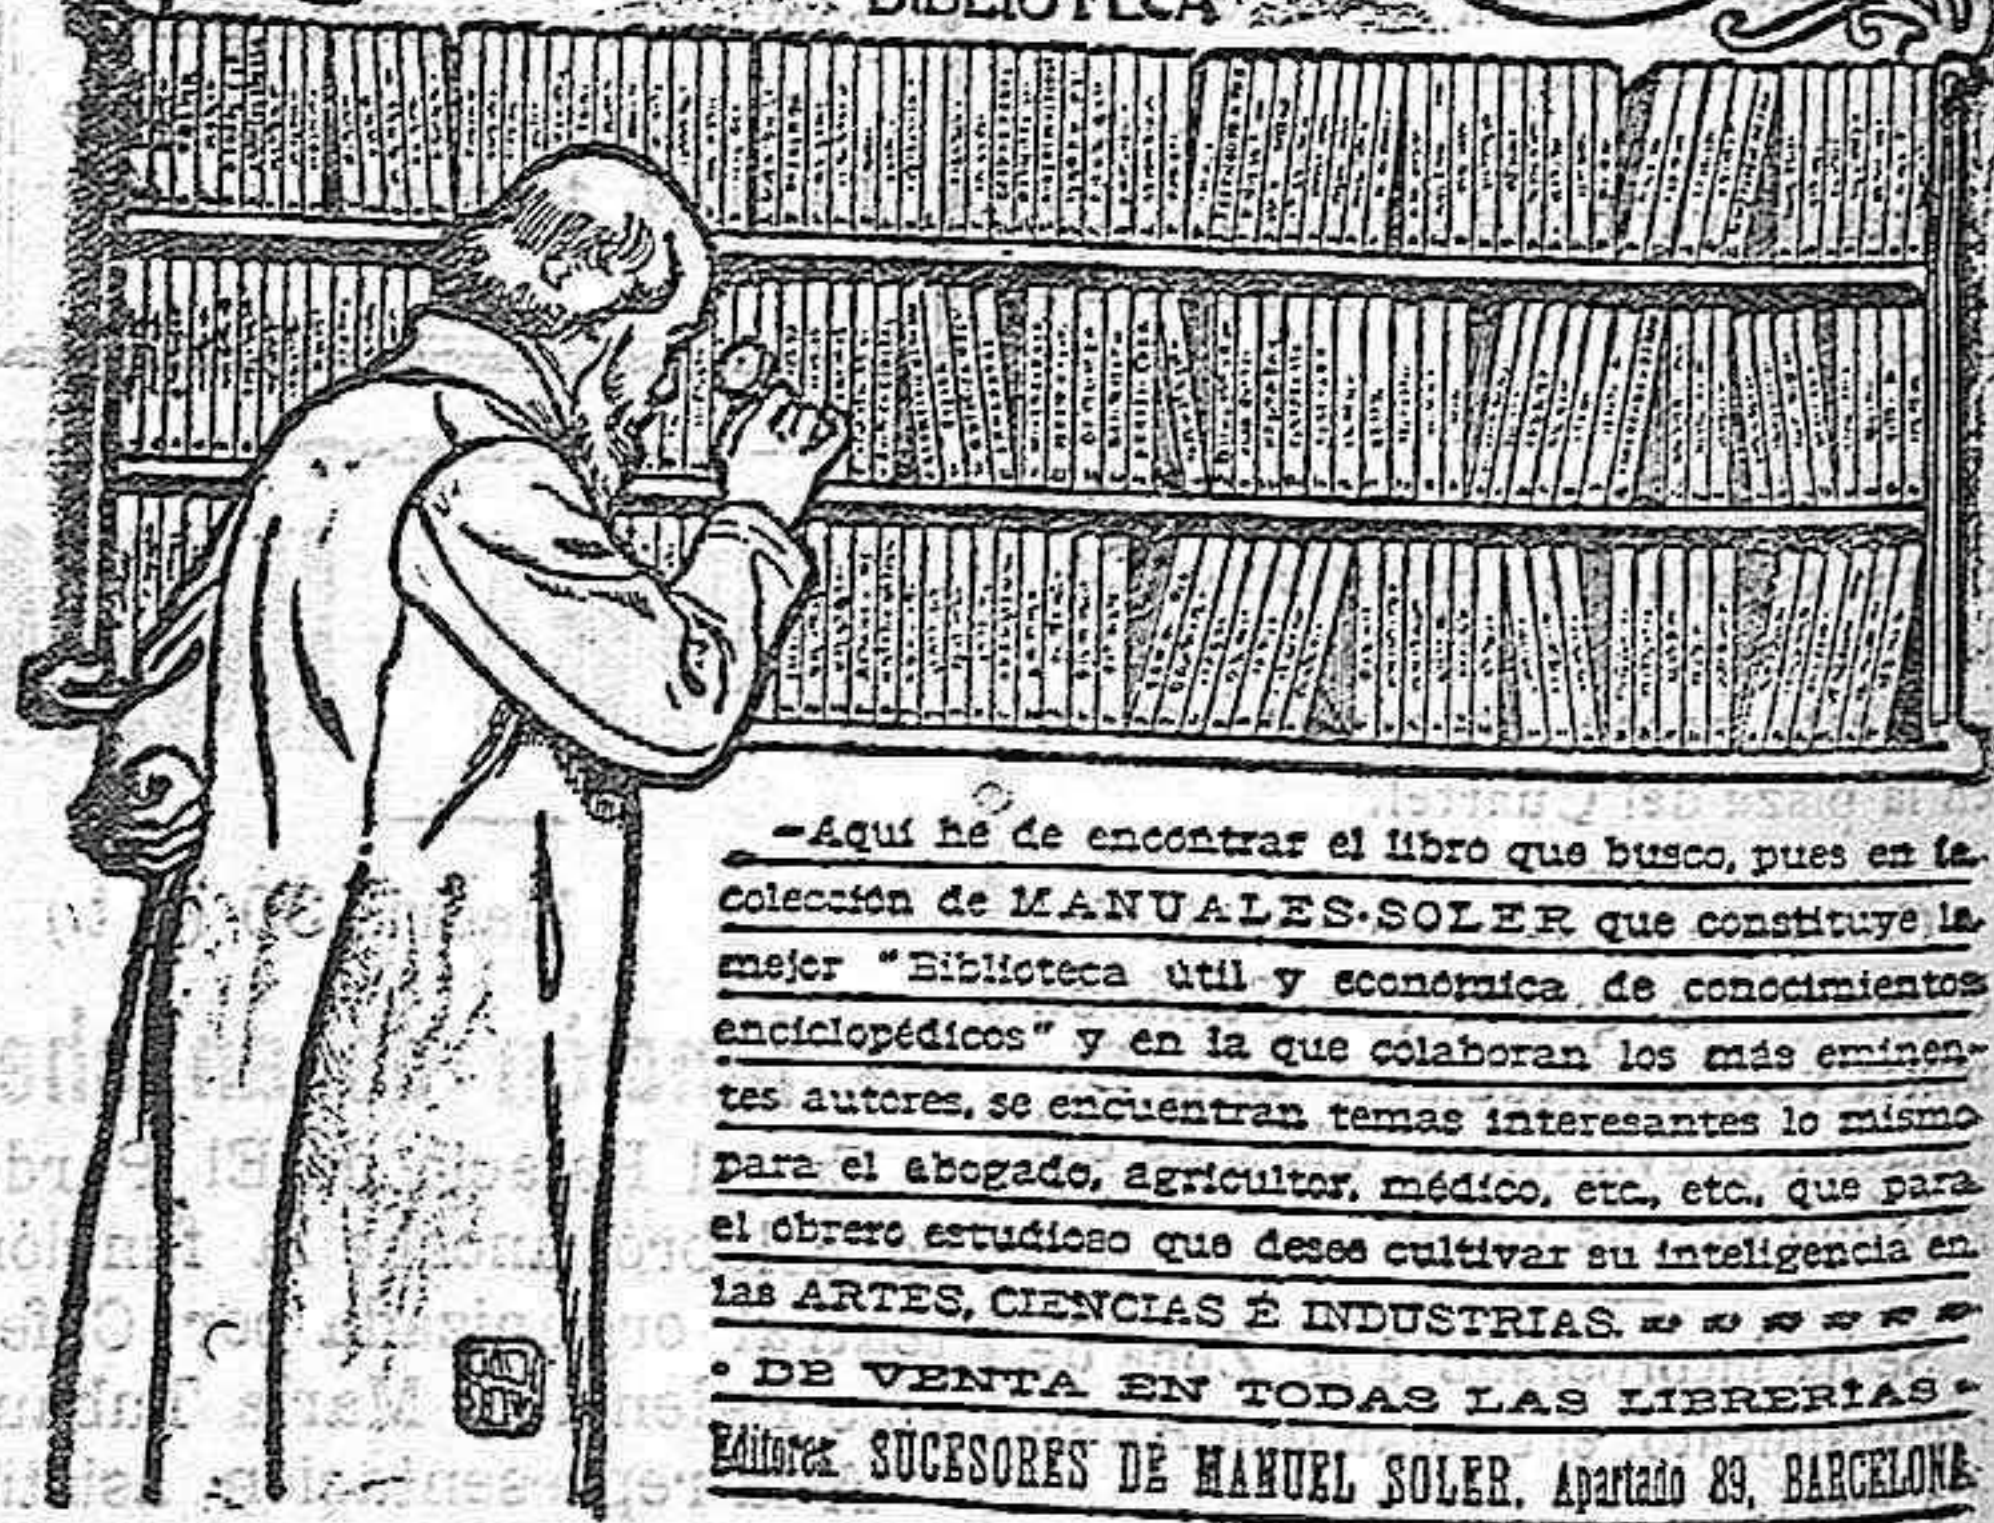 BIBLIOTECA
-Aquí he de encontrar el libro que busco, pues en la
colección de MANUALES-SOLER que constituye la
mejor "Biblioteca útil y económica de conocimientos
enciclopédicos" y en la que colaboran los más eminen-
tes autores, se encuentran temas interesantes lo mismo
para el abogado, agricultor, médico, etc., etc., que para
el obrero estudioso que desee cultivar su inteligencia en
las ARTES, CIENCIAS É INDUSTRIAS.
• DE VENTA EN TODAS LAS LIBRERÍAS •
Editores. SUCESORES DE MANUEL SOLER. Apartado 89, BARCELONA